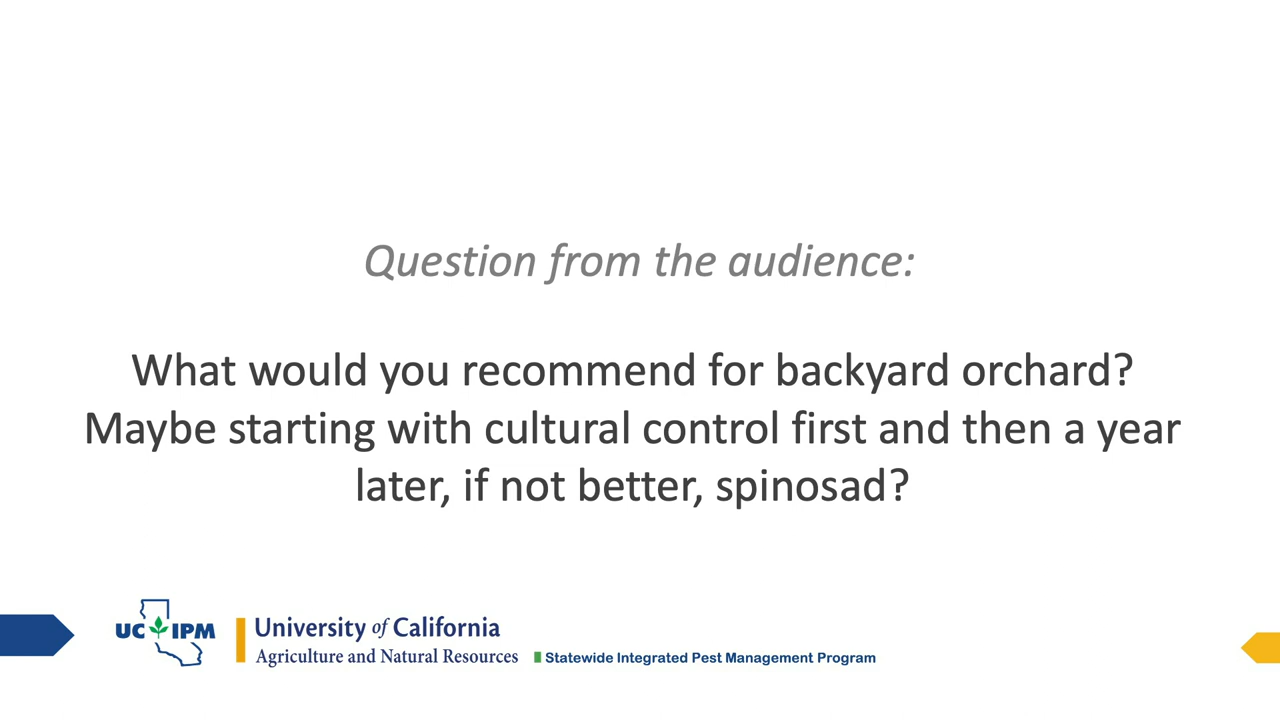 Question from the audience:
What would you recommend for backyard orchard?
Maybe starting with cultural control first and then a year
later, if not better, spinosad?
UC IPM
University of California
Agriculture and Natural Resources
Statewide Integrated Pest Management Program